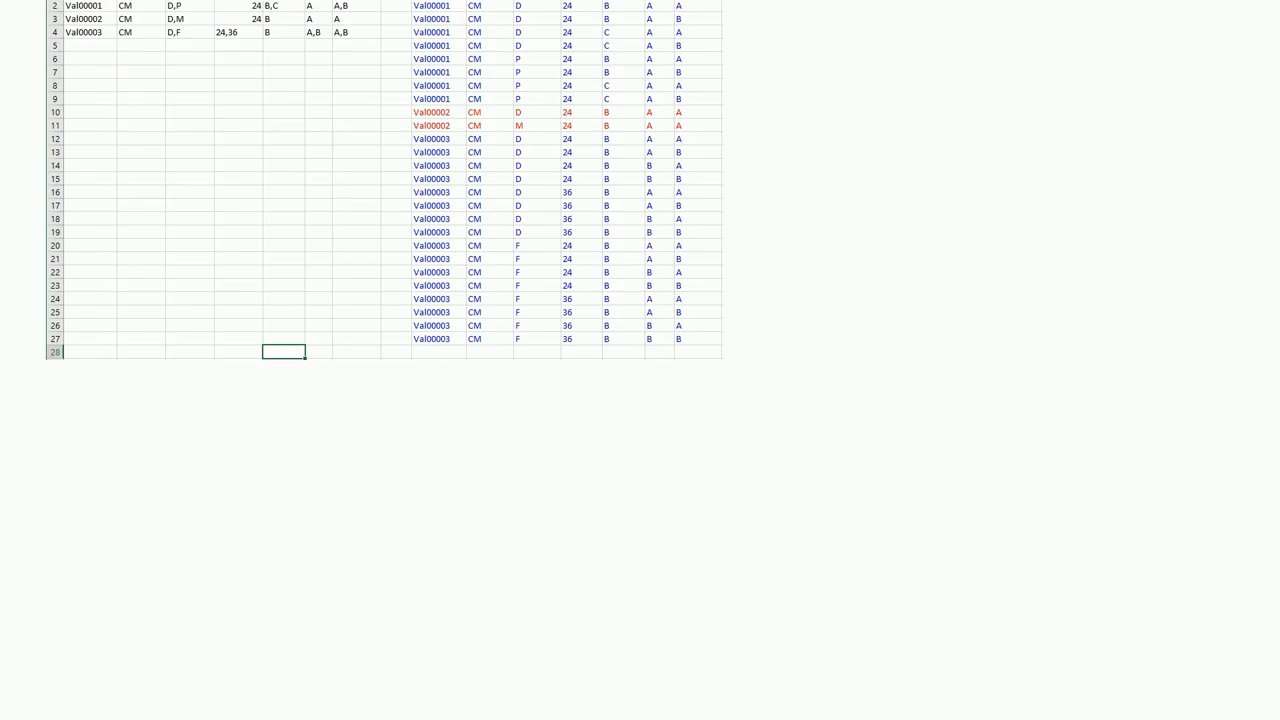 2 Val00001 CM D,P 24 B,C A A,B Val00001 CM D 24 B A A
3 Val00002 CM D,M 24 B A A Val00001 CM D 24 B A B
4 Val00003 CM D,F 24,36 B A,B A,B Val00001 CM D 24 C A A
5 Val00001 CM D 24 C A B
6 Val00001 CM P 24 B A A
7 Val00001 CM P 24 B A B
8 Val00001 CM P 24 C A A
9 Val00001 CM P 24 C A B
10 Val00002 CM D 24 B A A
11 Val00002 CM M 24 B A A
12 Val00003 CM D 24 B A A
13 Val00003 CM D 24 B A B
14 Val00003 CM D 24 B B A
15 Val00003 CM D 24 B B B
16 Val00003 CM D 36 B A A
17 Val00003 CM D 36 B A B
18 Val00003 CM D 36 B B A
19 Val00003 CM D 36 B B B
20 Val00003 CM F 24 B A A
21 Val00003 CM F 24 B A B
22 Val00003 CM F 24 B B A
23 Val00003 CM F 24 B B B
24 Val00003 CM F 36 B A A
25 Val00003 CM F 36 B A B
26 Val00003 CM F 36 B B A
27 Val00003 CM F 36 B B B
28